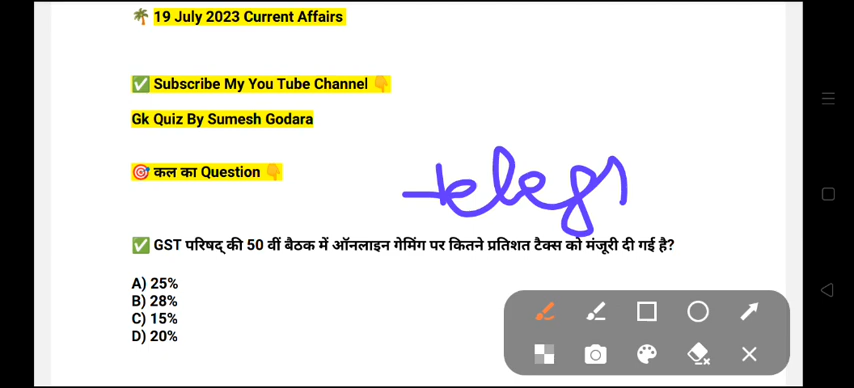 🌴 19 July 2023 Current Affairs
✅ Subscribe My You Tube Channel 👇
Gk Quiz By Sumesh Godara
🎯 कल का Question 👇
telegr
✅ GST परिषद् की 50 वीं बैठक में ऑनलाइन गेमिंग पर कितने प्रतिशत टैक्स को मंजूरी दी गई है?
A) 25%
B) 28%
C) 15%
D) 20%